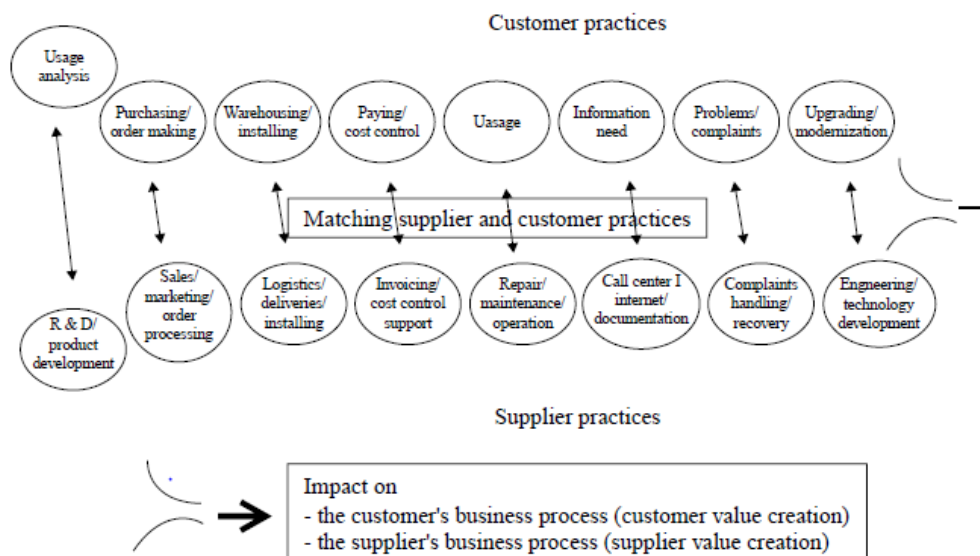 Customer practices
Usage
analysis
Purchasing/
order making
Warehousing/
installing
Paying/
cost control
Uasage
Information
need
Problems/
complaints
Upgrading/
modernization
Matching supplier and customer practices
R & D/
product
development
Sales/
marketing/
order
processing
Logistics/
deliveries/
installing
Invoicing/
cost control
support
Repair/
maintenance/
operation
Call center I
internet/
documentation
Complaints
handling/
recovery
Engneering/
technology
development
Supplier practices
Impact on
- the customer's business process (customer value creation)
- the supplier's business process (supplier value creation)